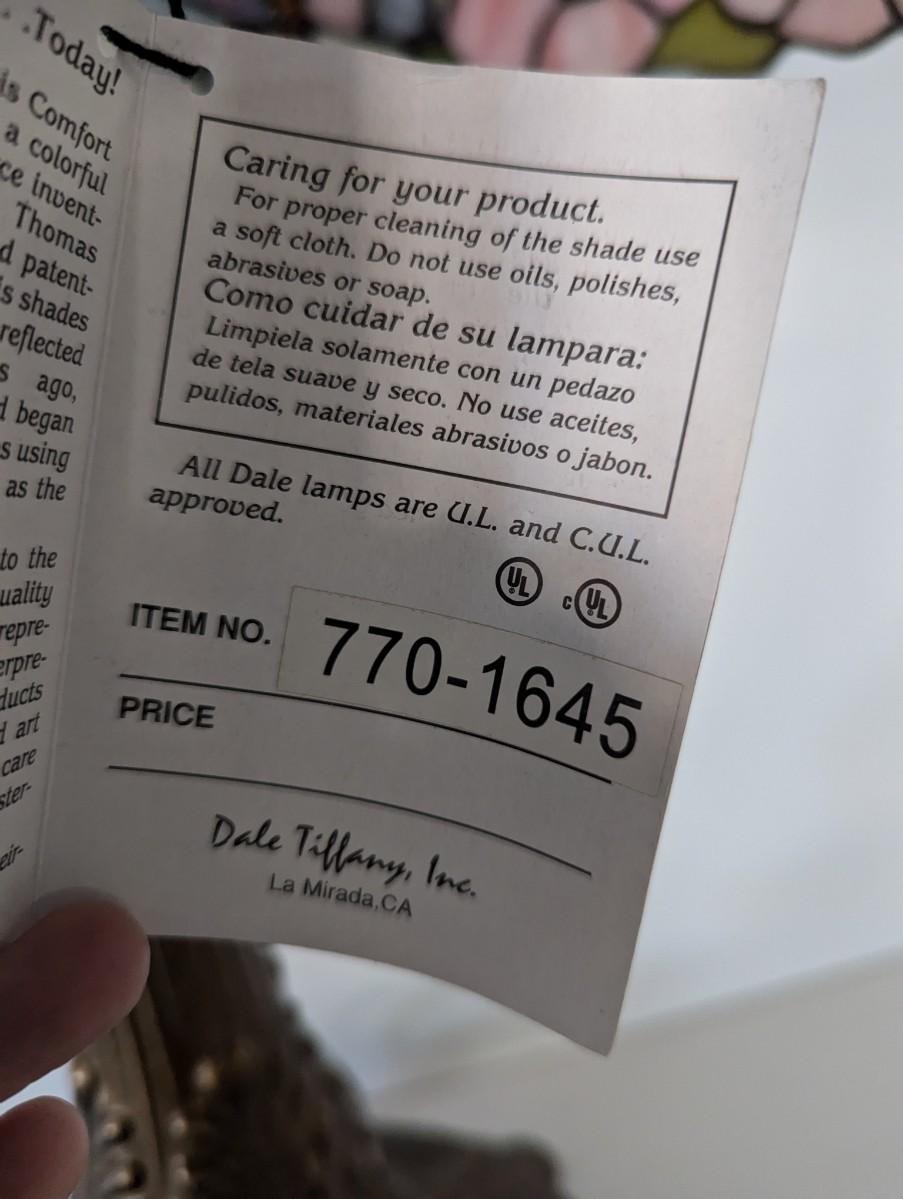 . .Today!
is Comfort
a colorful
ce invent-
Thomas
d patent-
s shades
reflected
s ago,
d began
s using
as the
to the
uality
repre-
erpre-
ducts
d art
care
ster-
eir-
Caring for your product.
For proper cleaning of the shade use
a soft cloth. Do not use oils, polishes,
abrasives or soap.
Como cuidar de su lampara:
Limpiela solamente con un pedazo
de tela suave y seco. No use aceites,
pulidos, materiales abrasivos o jabon.
All Dale lamps are U.L. and C.U.L.
approved.
UL c UL
ITEM NO. 770-1645
PRICE
Dale Tiffany, Inc.
La Mirada,CA